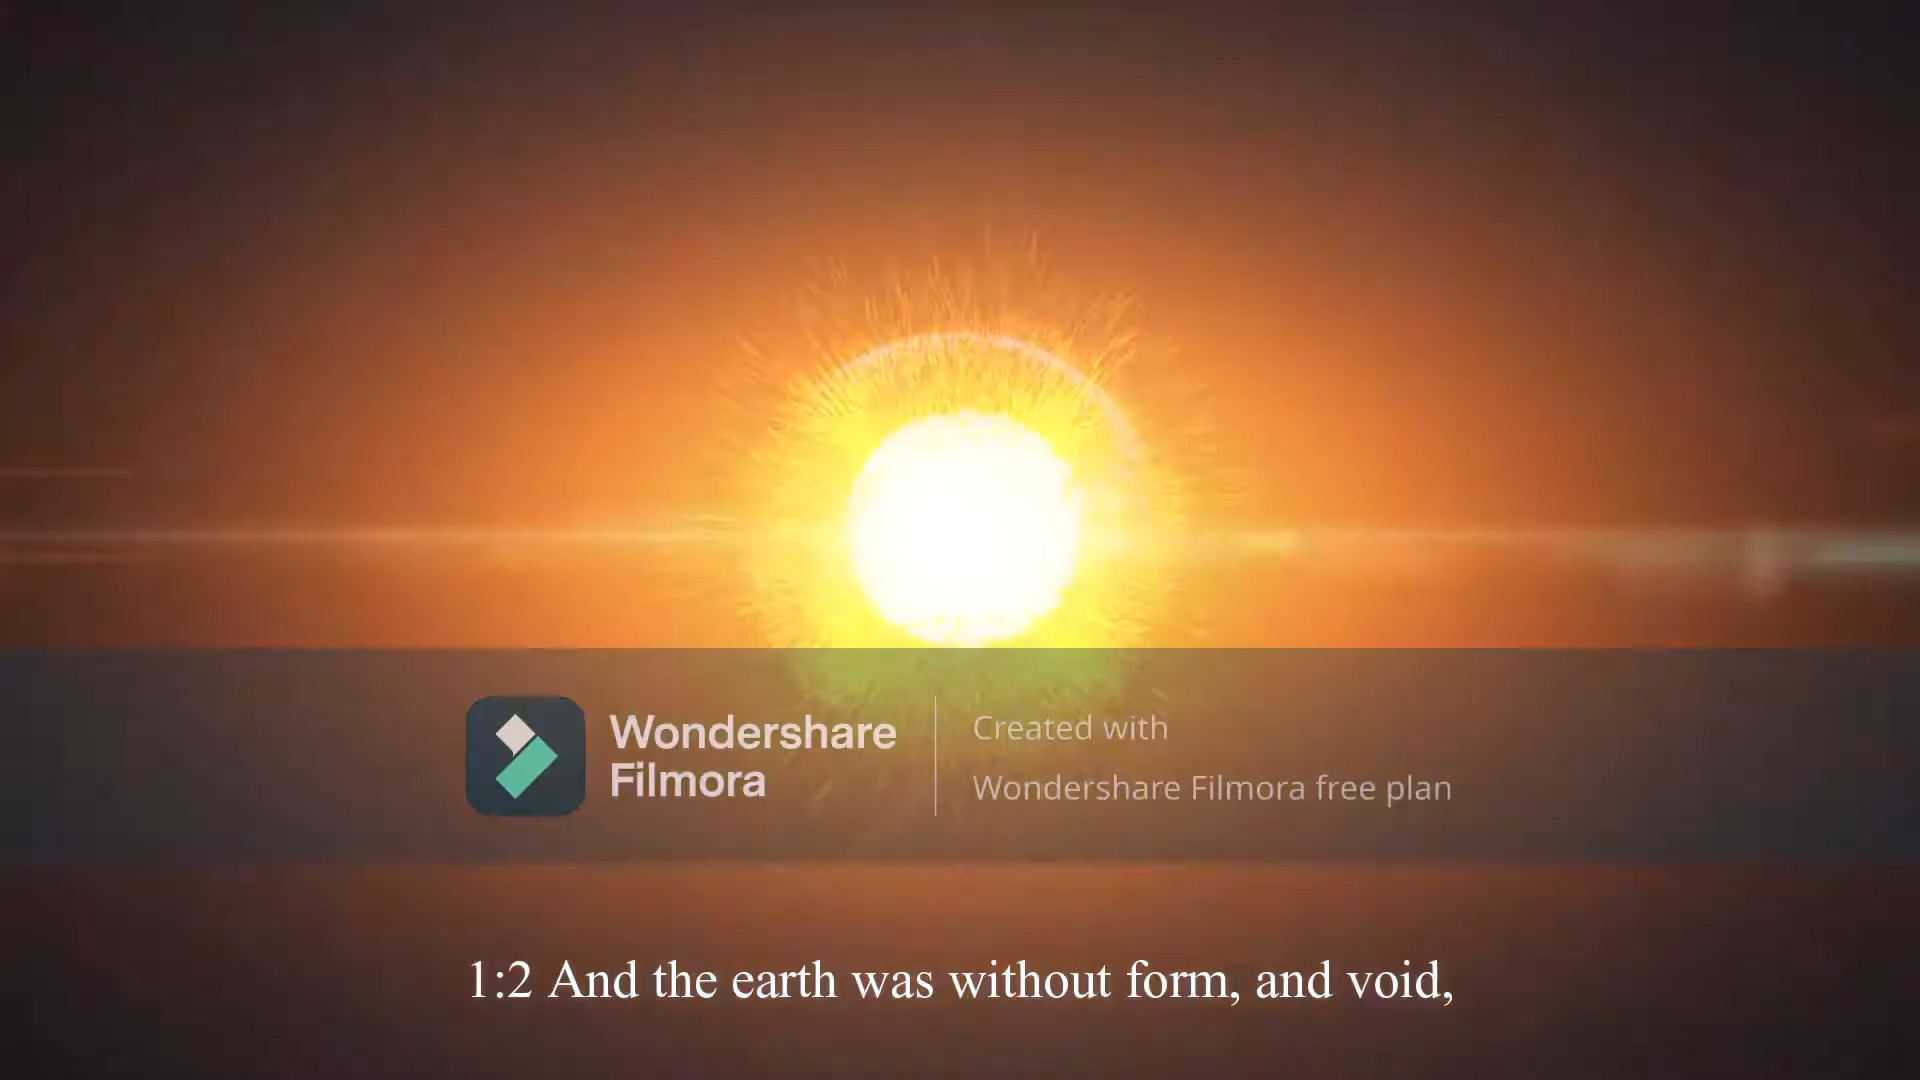 Wondershare
Filmora
Created with
Wondershare Filmora free plan
1:2 And the earth was without form, and void,